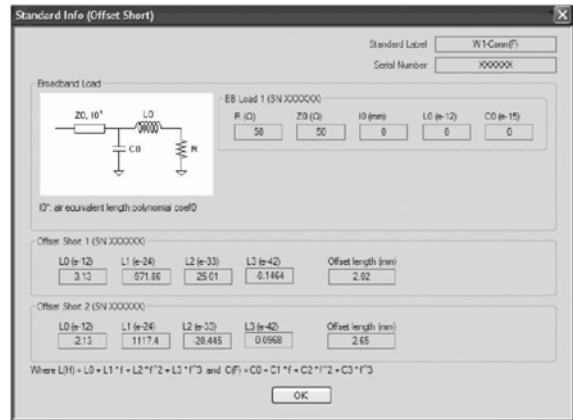 Standard Info (Offset Short)
Standard Label W1-Conn(F)
Serial Number XXXXXX
Broadband Load
BB Load 1 (SN XXXXXX)
R (Ω) Z0 (Ω) l0 (mm) L0 (e-12) C0 (e-15)
50 50 0 0 0
Z0, l0* L0
C0 R
l0*: air equivalent length polynomial coef0
Offset Short 1 (SN XXXXXX)
L0 (e-12) L1 (e-24) L2 (e-33) L3 (e-42) Offset length (mm)
3.13 -971.86 25.01 -0.1464 2.02
Offset Short 2 (SN XXXXXX)
L0 (e-12) L1 (e-24) L2 (e-33) L3 (e-42) Offset length (mm)
-2.13 1117.4 -20.445 0.0968 2.65
Where L(H) = L0 + L1*f + L2*f^2 + L3*f^3 and C(F) = C0 + C1*f + C2*f^2 + C3*f^3
OK